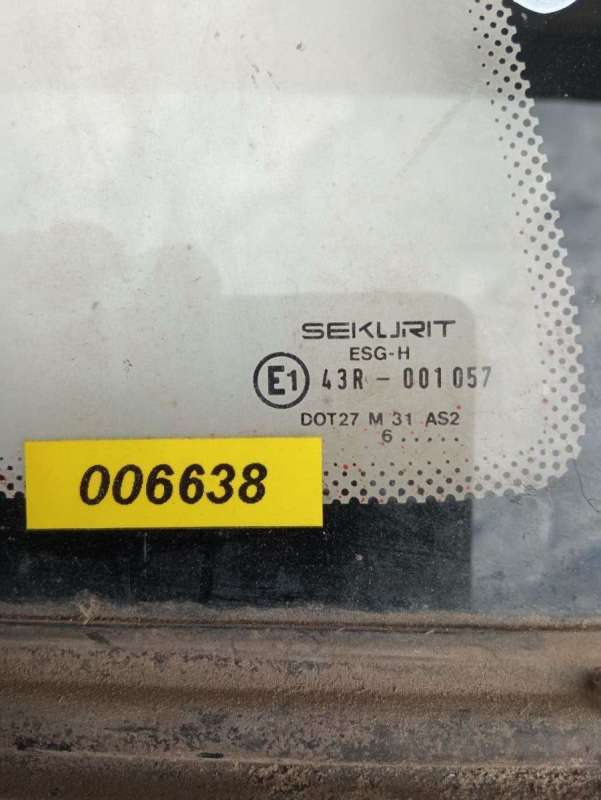 SEKURIT
ESG-H
E1 43R - 001057
DOT27 M 31 AS2
6.....
006638